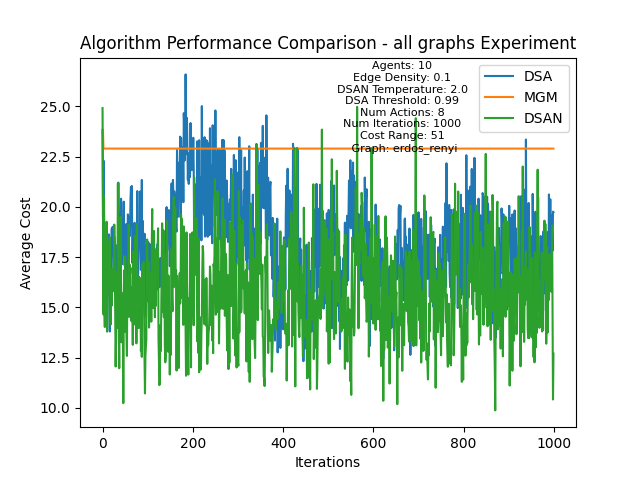 Algorithm Performance Comparison - all graphs Experiment
Agents: 10
Edge Density: 0.1
DSAN Temperature: 2.0
DSA Threshold: 0.99
Num Actions: 8
Num Iterations: 1000
Cost Range: 51
Graph: erdos_renyi
DSA
MGM
DSAN
Average Cost
25.0
22.5
20.0
17.5
15.0
12.5
10.0
0
200
400
600
800
1000
Iterations